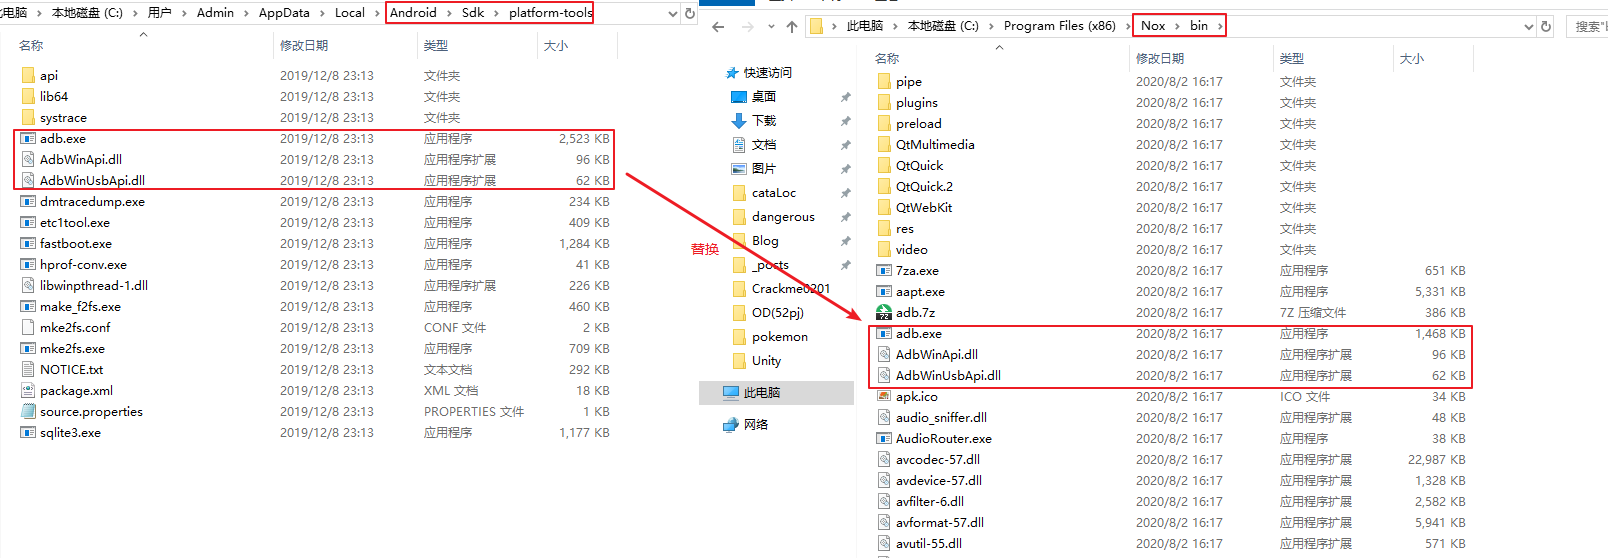 此电脑 › 本地磁盘 (C:) › 用户 › Admin › AppData › Local › Android › Sdk › platform-tools
名称 修改日期 类型 大小
api 2019/12/8 23:13 文件夹
lib64 2019/12/8 23:13 文件夹
systrace 2019/12/8 23:13 文件夹
adb.exe 2019/12/8 23:13 应用程序 2,523 KB
AdbWinApi.dll 2019/12/8 23:13 应用程序扩展 96 KB
AdbWinUsbApi.dll 2019/12/8 23:13 应用程序扩展 62 KB
dmtracedump.exe 2019/12/8 23:13 应用程序 234 KB
etc1tool.exe 2019/12/8 23:13 应用程序 409 KB
fastboot.exe 2019/12/8 23:13 应用程序 1,284 KB
hprof-conv.exe 2019/12/8 23:13 应用程序 41 KB
libwinpthread-1.dll 2019/12/8 23:13 应用程序扩展 226 KB
make_f2fs.exe 2019/12/8 23:13 应用程序 460 KB
mke2fs.conf 2019/12/8 23:13 CONF 文件 2 KB
mke2fs.exe 2019/12/8 23:13 应用程序 709 KB
NOTICE.txt 2019/12/8 23:13 文本文档 292 KB
package.xml 2019/12/8 23:13 XML 文档 18 KB
source.properties 2019/12/8 23:13 PROPERTIES 文件 1 KB
sqlite3.exe 2019/12/8 23:13 应用程序 1,177 KB
替换
此电脑 › 本地磁盘 (C:) › Program Files (x86) › Nox › bin ›
搜索"b
快速访问
桌面
下载
文档
图片
cataLoc
dangerous
Blog
_posts
Crackme0201
OD(52pj)
pokemon
Unity
此电脑
网络
名称 修改日期 类型 大小
pipe 2020/8/2 16:17 文件夹
plugins 2020/8/2 16:17 文件夹
preload 2020/8/2 16:17 文件夹
QtMultimedia 2020/8/2 16:17 文件夹
QtQuick 2020/8/2 16:17 文件夹
QtQuick.2 2020/8/2 16:17 文件夹
QtWebKit 2020/8/2 16:17 文件夹
res 2020/8/2 16:17 文件夹
video 2020/8/2 16:17 文件夹
7za.exe 2020/8/2 16:17 应用程序 651 KB
aapt.exe 2020/8/2 16:17 应用程序 5,331 KB
adb.7z 2020/8/2 16:17 7Z 压缩文件 386 KB
adb.exe 2020/8/2 16:17 应用程序 1,468 KB
AdbWinApi.dll 2020/8/2 16:17 应用程序扩展 96 KB
AdbWinUsbApi.dll 2020/8/2 16:17 应用程序扩展 62 KB
apk.ico 2020/8/2 16:17 ICO 文件 34 KB
audio_sniffer.dll 2020/8/2 16:17 应用程序扩展 48 KB
AudioRouter.exe 2020/8/2 16:17 应用程序 38 KB
avcodec-57.dll 2020/8/2 16:17 应用程序扩展 22,987 KB
avdevice-57.dll 2020/8/2 16:17 应用程序扩展 1,328 KB
avfilter-6.dll 2020/8/2 16:17 应用程序扩展 2,582 KB
avformat-57.dll 2020/8/2 16:17 应用程序扩展 5,941 KB
avutil-55.dll 2020/8/2 16:17 应用程序扩展 571 KB